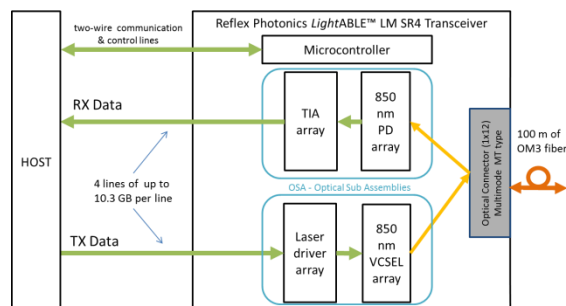 Reflex Photonics LightABLE™ LM SR4 Transceiver
two-wire communication
& control lines
Microcontroller
HOST
RX Data
TIA
array
850
nm
PD
array
4 lines of up to
10.3 GB per line
OSA - Optical Sub Assemblies
TX Data
Laser
driver
array
850
nm
VCSEL
array
Optical Connector (1x12)
Multimode MT type
100 m of
OM3 fiber